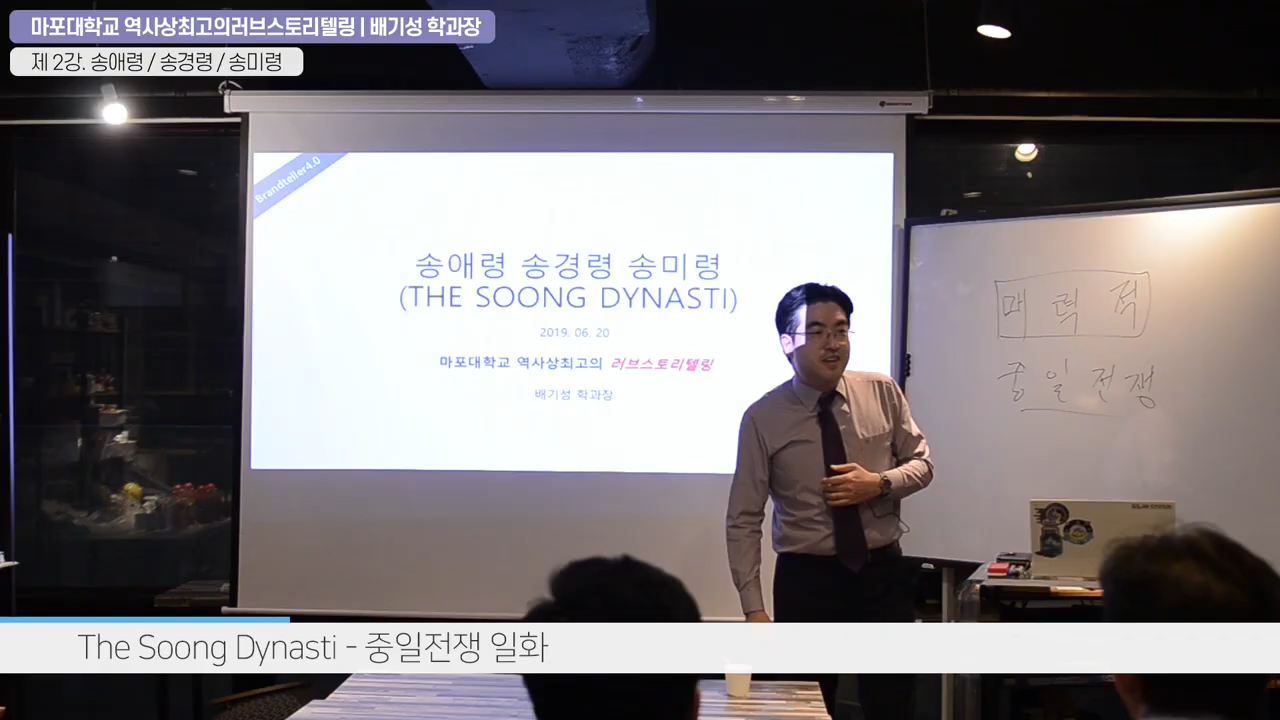 마포대학교 역사상최고의러브스토리텔링 | 배기성 학과장
제 2강. 송애령 / 송경령 / 송미령
Brandteller4.0
송애령 송경령 송미령
(THE SOONG DYNASTI)
2019. 06. 20
마포대학교 역사상최고의 러브스토리텔링
배기성 학과장
매 력 적
중 일 전 쟁
The Soong Dynasti - 중일전쟁 일화